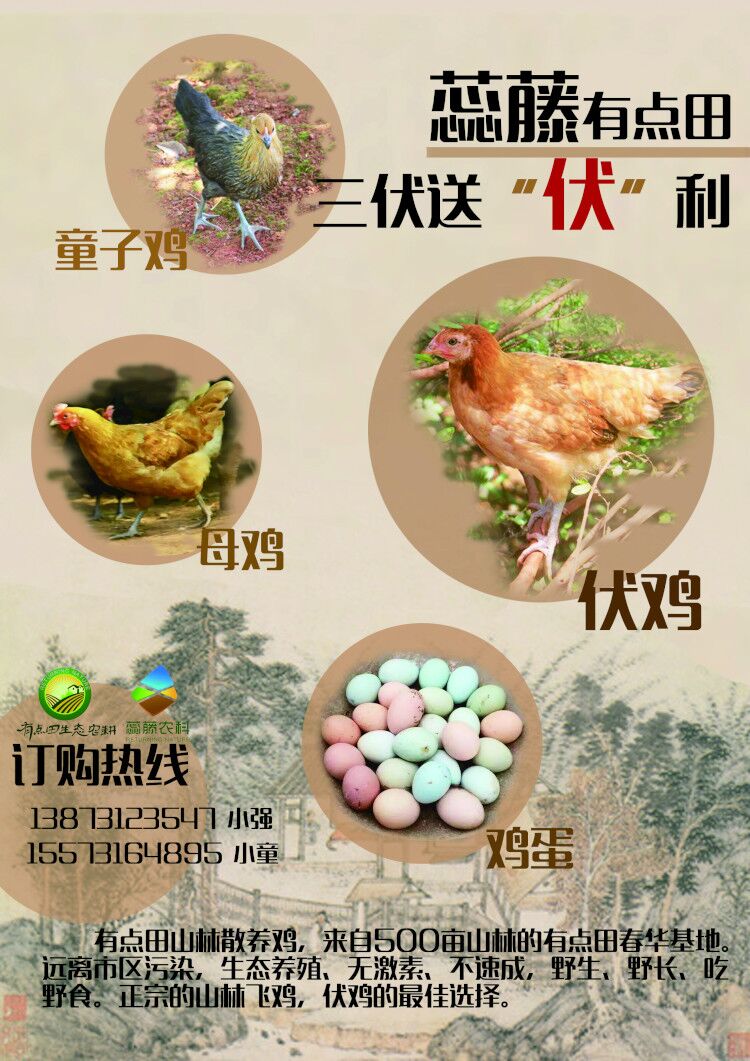 蕊藤有点田
三伏送“伏”利
童子鸡
母鸡
伏鸡
有点田生态农耕
蕊藤农科
RETURNING NATURE
订购热线
13873123547 小强
15573164895 小童
鸡蛋
有点田山林散养鸡，来自500亩山林的有点田春华基地。
远离市区污染，生态养殖、无激素、不速成，野生、野长、吃
野食。正宗的山林飞鸡，伏鸡的最佳选择。